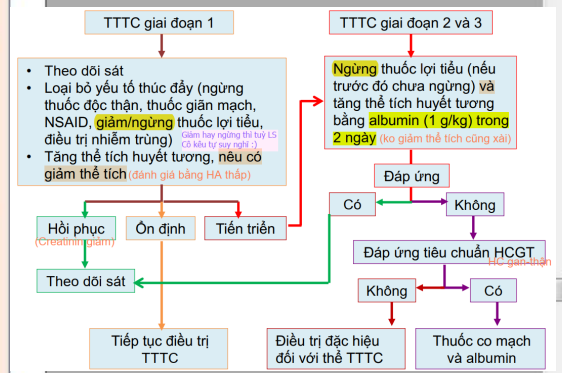 TTTC giai đoạn 1
• Theo dõi sát
• Loại bỏ yếu tố thúc đẩy (ngừng
thuốc độc thận, thuốc giãn mạch,
NSAID, giảm/ngừng thuốc lợi tiểu,
điều trị nhiễm trùng)
Giảm hay ngừng thì tuỳ LS
Cô kêu tự suy nghĩ :)
• Tăng thể tích huyết tương, nếu có
giảm thể tích (đánh giá bằng HA thấp)
Hồi phục
(Creatinin giảm)
Ổn định
Tiến triển
Theo dõi sát
Tiếp tục điều trị
TTTC
TTTC giai đoạn 2 và 3
Ngừng thuốc lợi tiểu (nếu
trước đó chưa ngừng) và
tăng thể tích huyết tương
bằng albumin (1 g/kg) trong
2 ngày (ko giảm thể tích cũng xài)
Đáp ứng
Có
Không
Đáp ứng tiêu chuẩn HCGT
HC gan-thận
Không
Có
Điều trị đặc hiệu
đối với thể TTTC
Thuốc co mạch
và albumin